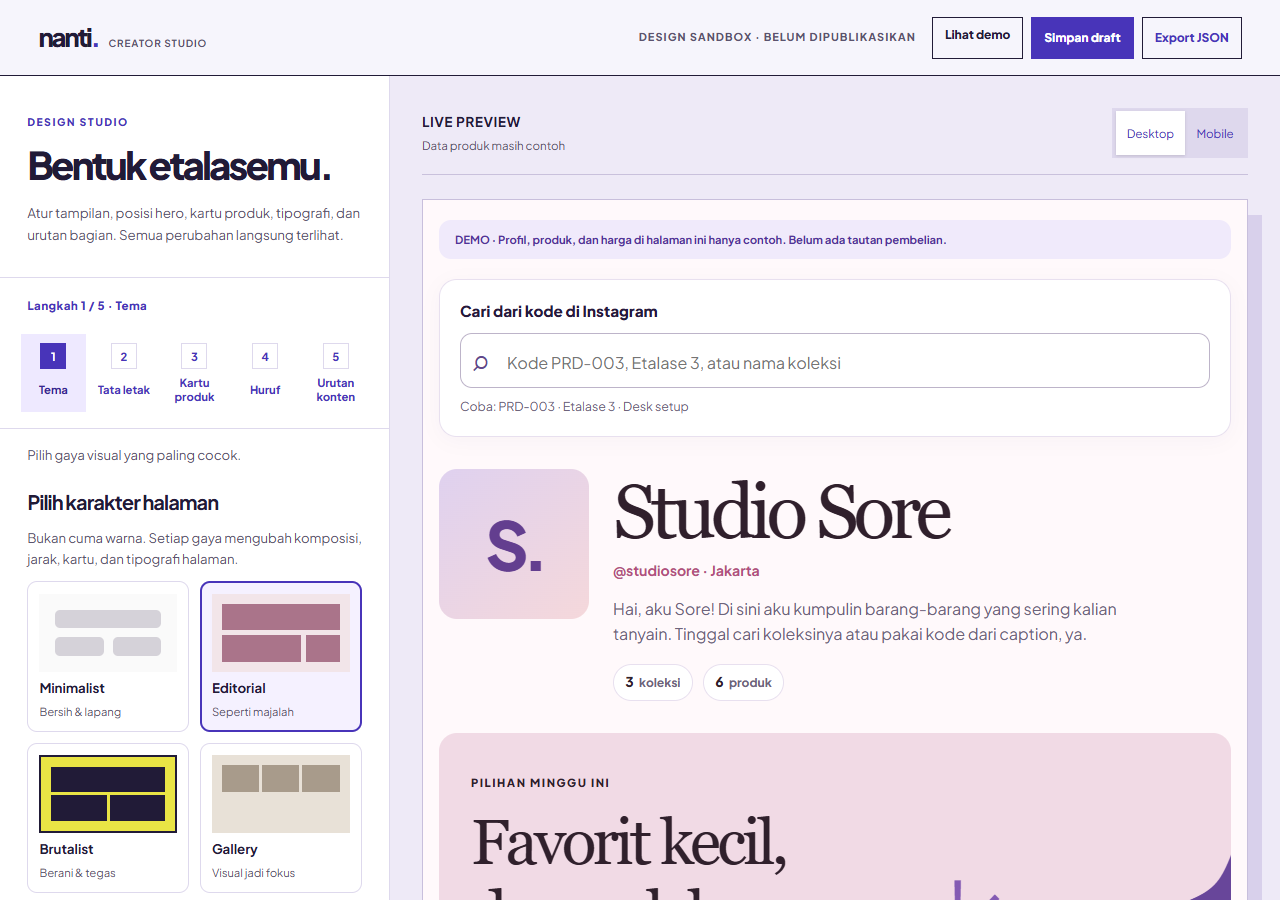 nanti. CREATOR STUDIO
DESIGN SANDBOX · BELUM DIPUBLIKASIKAN
Lihat demo
Simpan draft
Export JSON
DESIGN STUDIO
Bentuk etalasemu.
Atur tampilan, posisi hero, kartu produk, tipografi, dan
urutan bagian. Semua perubahan langsung terlihat.
Langkah 1 / 5 · Tema
1
Tema
2
Tata letak
3
Kartu
produk
4
Huruf
5
Urutan
konten
Pilih gaya visual yang paling cocok.
Pilih karakter halaman
Bukan cuma warna. Setiap gaya mengubah komposisi,
jarak, kartu, dan tipografi halaman.
Minimalist
Bersih & lapang
Editorial
Seperti majalah
Brutalist
Berani & tegas
Gallery
Visual jadi fokus
LIVE PREVIEW
Data produk masih contoh
Desktop
Mobile
DEMO · Profil, produk, dan harga di halaman ini hanya contoh. Belum ada tautan pembelian.
Cari dari kode di Instagram
Kode PRD-003, Etalase 3, atau nama koleksi
Coba: PRD-003 · Etalase 3 · Desk setup
S.
Studio Sore
@studiosore · Jakarta
Hai, aku Sore! Di sini aku kumpulin barang-barang yang sering kalian
tanyain. Tinggal cari koleksinya atau pakai kode dari caption, ya.
3 koleksi
6 produk
PILIHAN MINGGU INI
Favorit kecil,